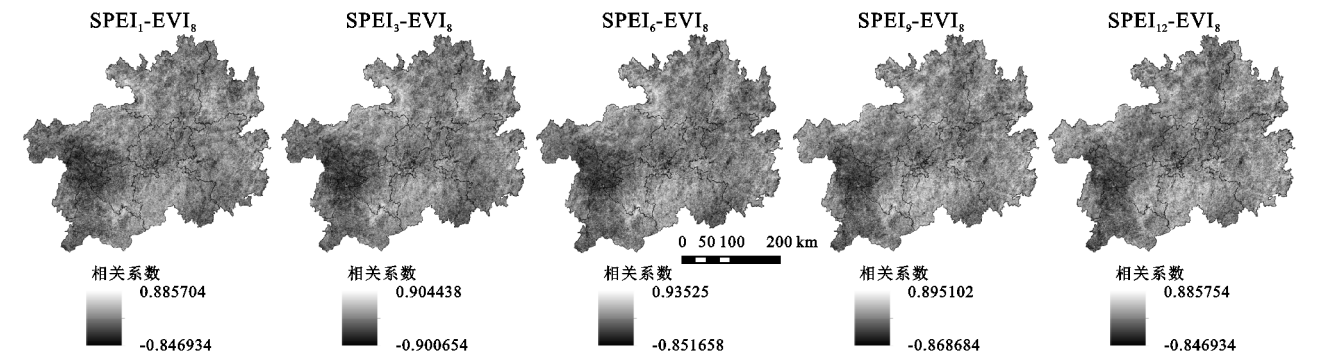 SPEI₁-EVI₈ SPEI₃-EVI₈ SPEI₆-EVI₈ SPEI₉-EVI₈ SPEI₁₂-EVI₈
0 50 100 200 km
相关系数 相关系数 相关系数 相关系数 相关系数
0.885704 0.904438 0.93525 0.895102 0.885754
-0.846934 -0.900654 -0.851658 -0.868684 -0.846934